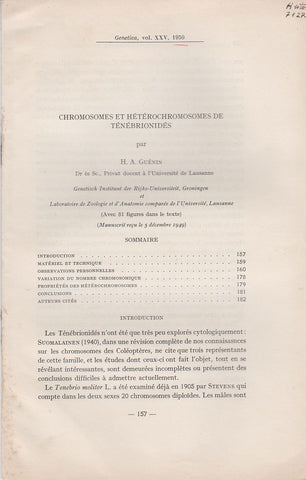 Genetica, vol. XXV, 1950
CHROMOSOMES ET HÉTÉROCHROMOSOMES DE
TÉNÉBRIONIDÉS
par
H. A. GUÉNIN
Dr ès Sc., Privat docent à l'Université de Lausanne
Genetisch Instituut der Rijks-Universiteit, Groningen
et
Laboratoire de Zoologie et d'Anatomie comparée de l'Université, Lausanne
(Avec 81 figures dans le texte)
(Manuscrit reçu le 5 décembre 1949)
SOMMAIRE
INTRODUCTION 157
MATÉRIEL ET TECHNIQUE 159
OBSERVATIONS PERSONNELLES 160
VARIATION DU NOMBRE CHROMOSOMIQUE 178
PROPRIÉTÉS DES HÉTÉROCHROMOSOMES 179
CONCLUSIONS 181
AUTEURS CITÉS 182
INTRODUCTION
Les Ténébrionidés n'ont été que très peu explorés cytologiquement :
SUOMALAINEN (1940), dans une révision complète de nos connaissances
sur les chromosomes des Coléoptères, ne cite que trois représentants
de cette famille, et les études dont ceux-ci ont fait l'objet, tout en se
révélant intéressantes, sont demeurées incomplètes ou présentent des
conclusions difficiles à admettre actuellement.
Le Tenebrio molitor L. a été examiné déjà en 1905 par STEVENS qui
compte dans les deux sexes 20 chromosomes diploïdes. Les mâles sont
— 157 —